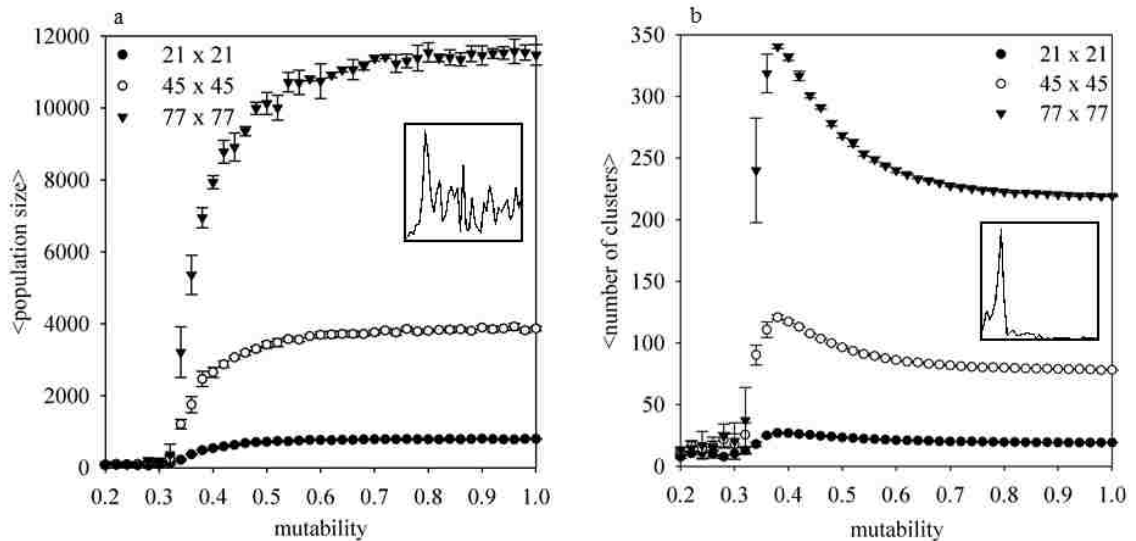 a
12000
10000
8000
6000
4000
2000
0
<population size>
21 x 21
45 x 45
77 x 77
0.2 0.3 0.4 0.5 0.6 0.7 0.8 0.9 1.0
mutability
b
350
300
250
200
150
100
50
0
<number of clusters>
21 x 21
45 x 45
77 x 77
0.2 0.3 0.4 0.5 0.6 0.7 0.8 0.9 1.0
mutability